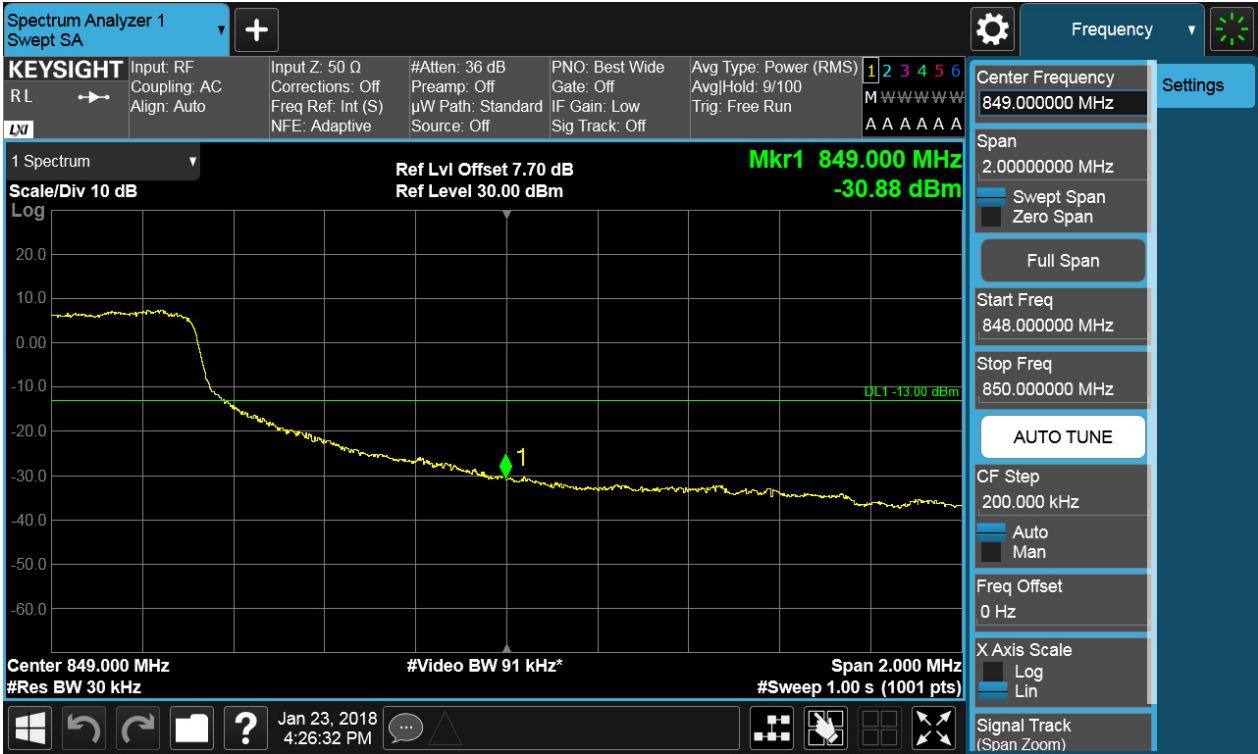 Spectrum Analyzer 1
Swept SA
+
Frequency
KEYSIGHT
R L
LXI
Input: RF
Coupling: AC
Align: Auto
Input Z: 50 Ω
Corrections: Off
Freq Ref: Int (S)
NFE: Adaptive
#Atten: 36 dB
Preamp: Off
µW Path: Standard
Source: Off
PNO: Best Wide
Gate: Off
IF Gain: Low
Sig Track: Off
Avg Type: Power (RMS)
Avg|Hold: 9/100
Trig: Free Run
1 2 3 4 5 6
M W W W W W
A A A A A A
1 Spectrum
Scale/Div 10 dB
Log
Ref Lvl Offset 7.70 dB
Ref Level 30.00 dBm
Mkr1 849.000 MHz
-30.88 dBm
20.0
10.0
0.00
-10.0
DL1 -13.00 dBm
-20.0
1
-30.0
-40.0
-50.0
-60.0
Center 849.000 MHz
#Res BW 30 kHz
#Video BW 91 kHz*
Span 2.000 MHz
#Sweep 1.00 s (1001 pts)
Center Frequency
849.000000 MHz
Settings
Span
2.00000000 MHz
Swept Span
Zero Span
Full Span
Start Freq
848.000000 MHz
Stop Freq
850.000000 MHz
AUTO TUNE
CF Step
200.000 kHz
Auto
Man
Freq Offset
0 Hz
X Axis Scale
Log
Lin
Signal Track
(Span Zoom)
?
Jan 23, 2018
4:26:32 PM